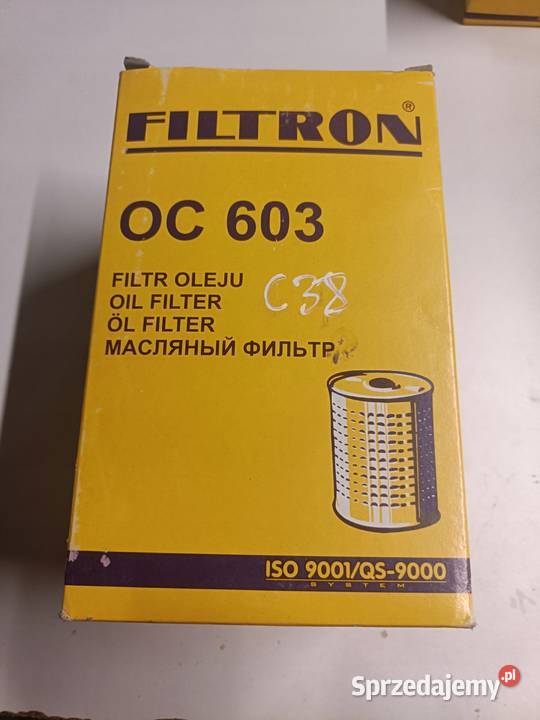 FILTRON®
OC 603
FILTR OLEJU
OIL FILTER
ÖL FILTER
МАСЛЯНЫЙ ФИЛЬТР
C38
ISO 9001/QS-9000
SYSTEM
Sprzedajemy.pl